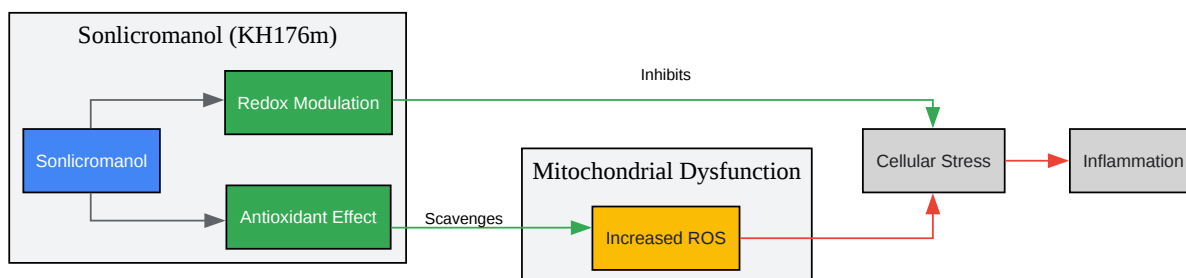 Sonlicromanol (KH176m)
Redox Modulation
Sonlicromanol
Antioxidant Effect
Inhibits
Scavenges
Mitochondrial Dysfunction
Increased ROS
Cellular Stress
Inflammation